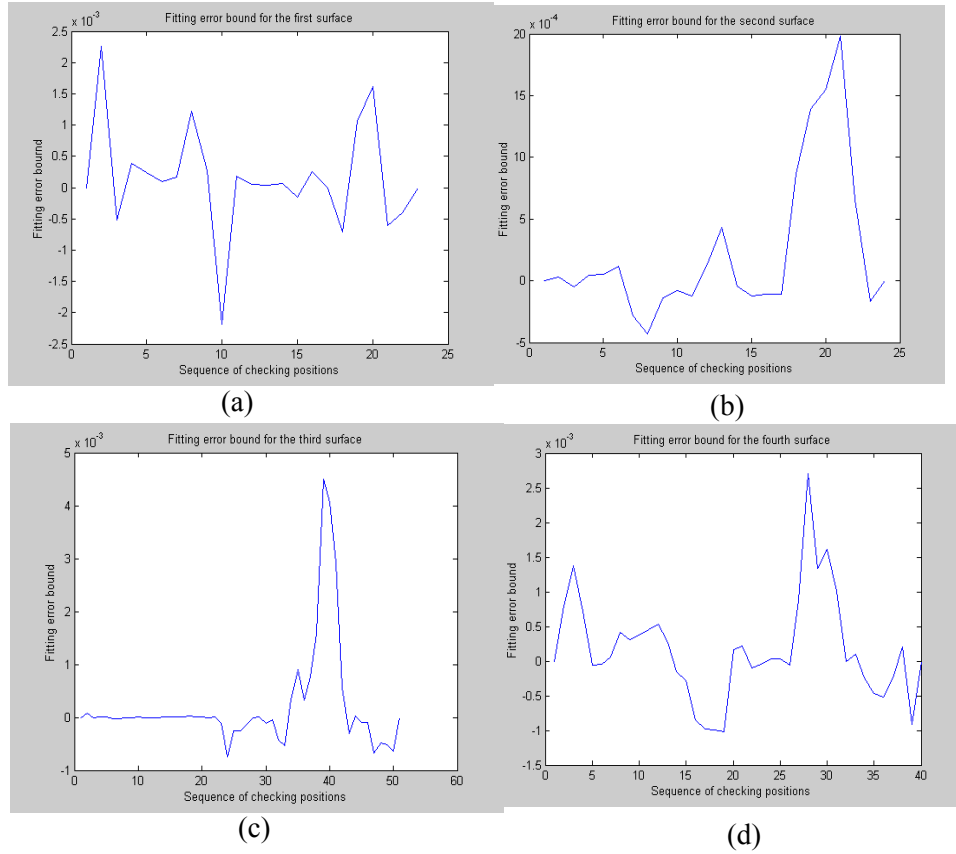 Fitting error bound for the first surface
x 10^-3
2.5
2
1.5
1
0.5
0
-0.5
-1
-1.5
-2
-2.5
Fitting error bound
0 5 10 15 20 25
Sequence of checking positions
(a)
Fitting error bound for the second surface
x 10^-4
20
15
10
5
0
-5
Fitting error bound
0 5 10 15 20 25
Sequence of checking positions
(b)
Fitting error bound for the third surface
x 10^-3
5
4
3
2
1
0
-1
Fitting error bound
0 10 20 30 40 50 60
Sequence of checking positions
(c)
Fitting error bound for the fourth surface
x 10^-3
3
2.5
2
1.5
1
0.5
0
-0.5
-1
-1.5
Fitting error bound
0 5 10 15 20 25 30 35 40
Sequence of checking positions
(d)